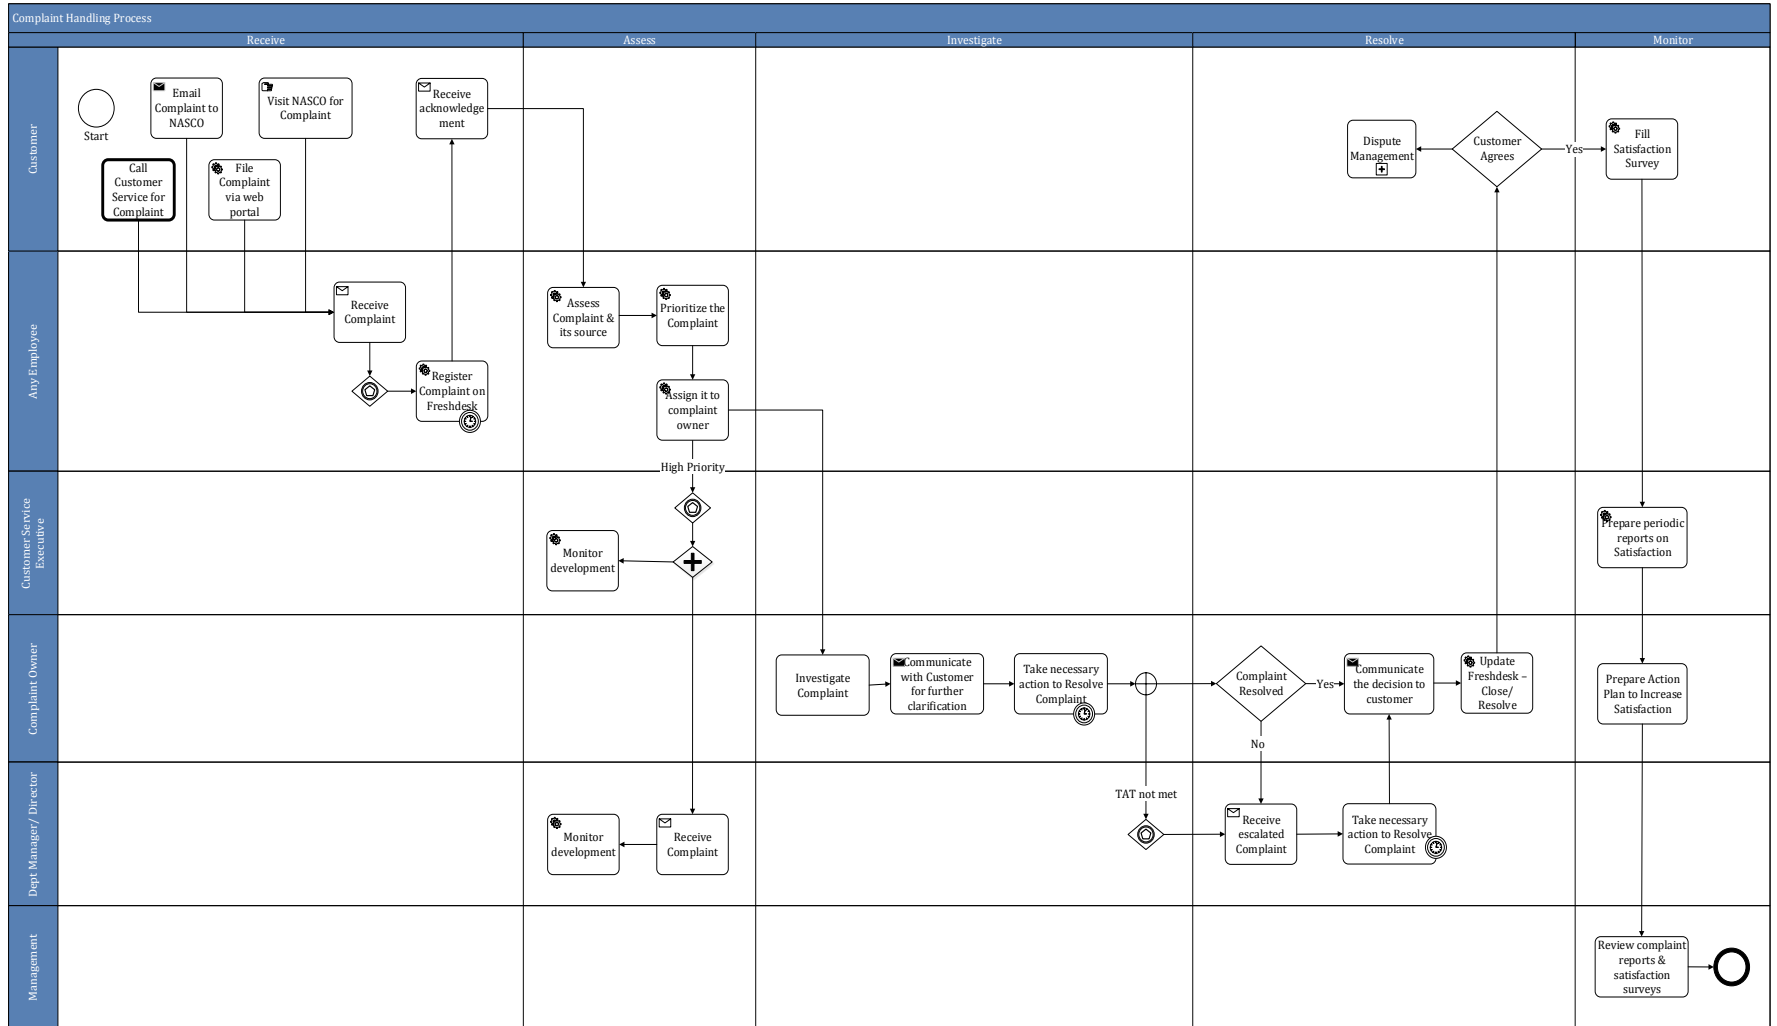 Complaint Handling Process
Receive
Assess
Investigate
Resolve
Monitor
Customer
Start
Email
Complaint to
NASCO
Visit NASCO for
Complaint
Receive
acknowledge
ment
Call
Customer
Service for
Complaint
File
Complaint
via web
portal
Dispute
Management
Customer
Agrees
Yes
Fill
Satisfaction
Survey
Any Employee
Receive
Complaint
Register
Complaint on
Freshdesk
Assess
Complaint &
its source
Prioritize the
Complaint
Assign it to
complaint
owner
High Priority
Customer Service
Executive
Monitor
development
Prepare periodic
reports on
Satisfaction
Complaint Owner
Investigate
Complaint
Communicate
with Customer
for further
clarification
Take necessary
action to Resolve
Complaint
Complaint
Resolved
Yes
No
Communicate
the decision to
customer
Update
Freshdesk –
Close/
Resolve
Prepare Action
Plan to Increase
Satisfaction
Dept Manager/ Director
Monitor
development
Receive
Complaint
TAT not met
Receive
escalated
Complaint
Take necessary
action to Resolve
Complaint
Management
Review complaint
reports &
satisfaction
surveys